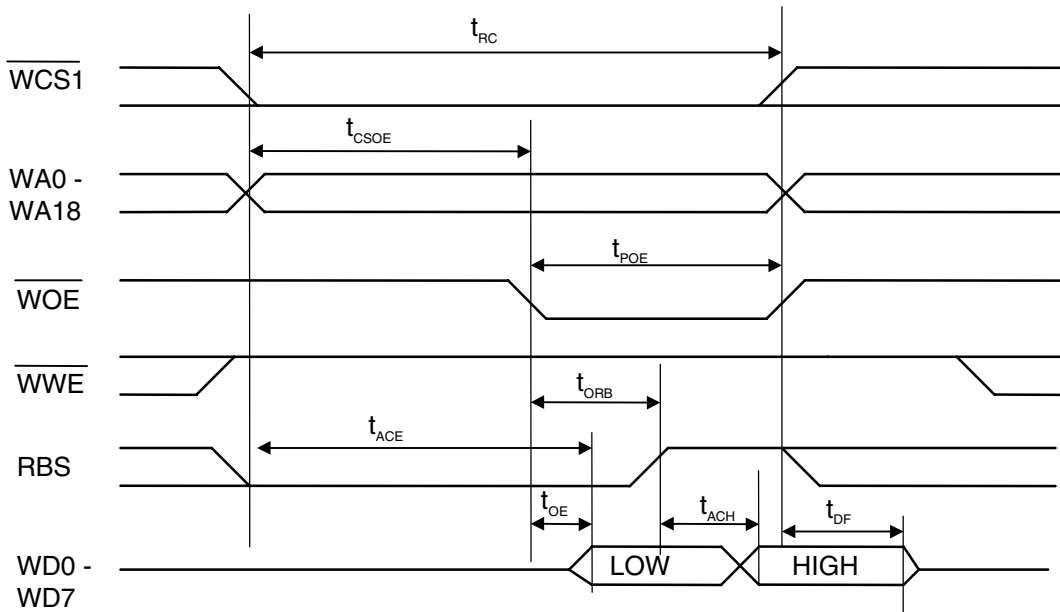 tRC
WCS1
tCSOE
WA0 -
WA18
tPOE
WOE
WWE
tORB
tACE
RBS
tOE
tACH
tDF
WD0 -
WD7
LOW
HIGH